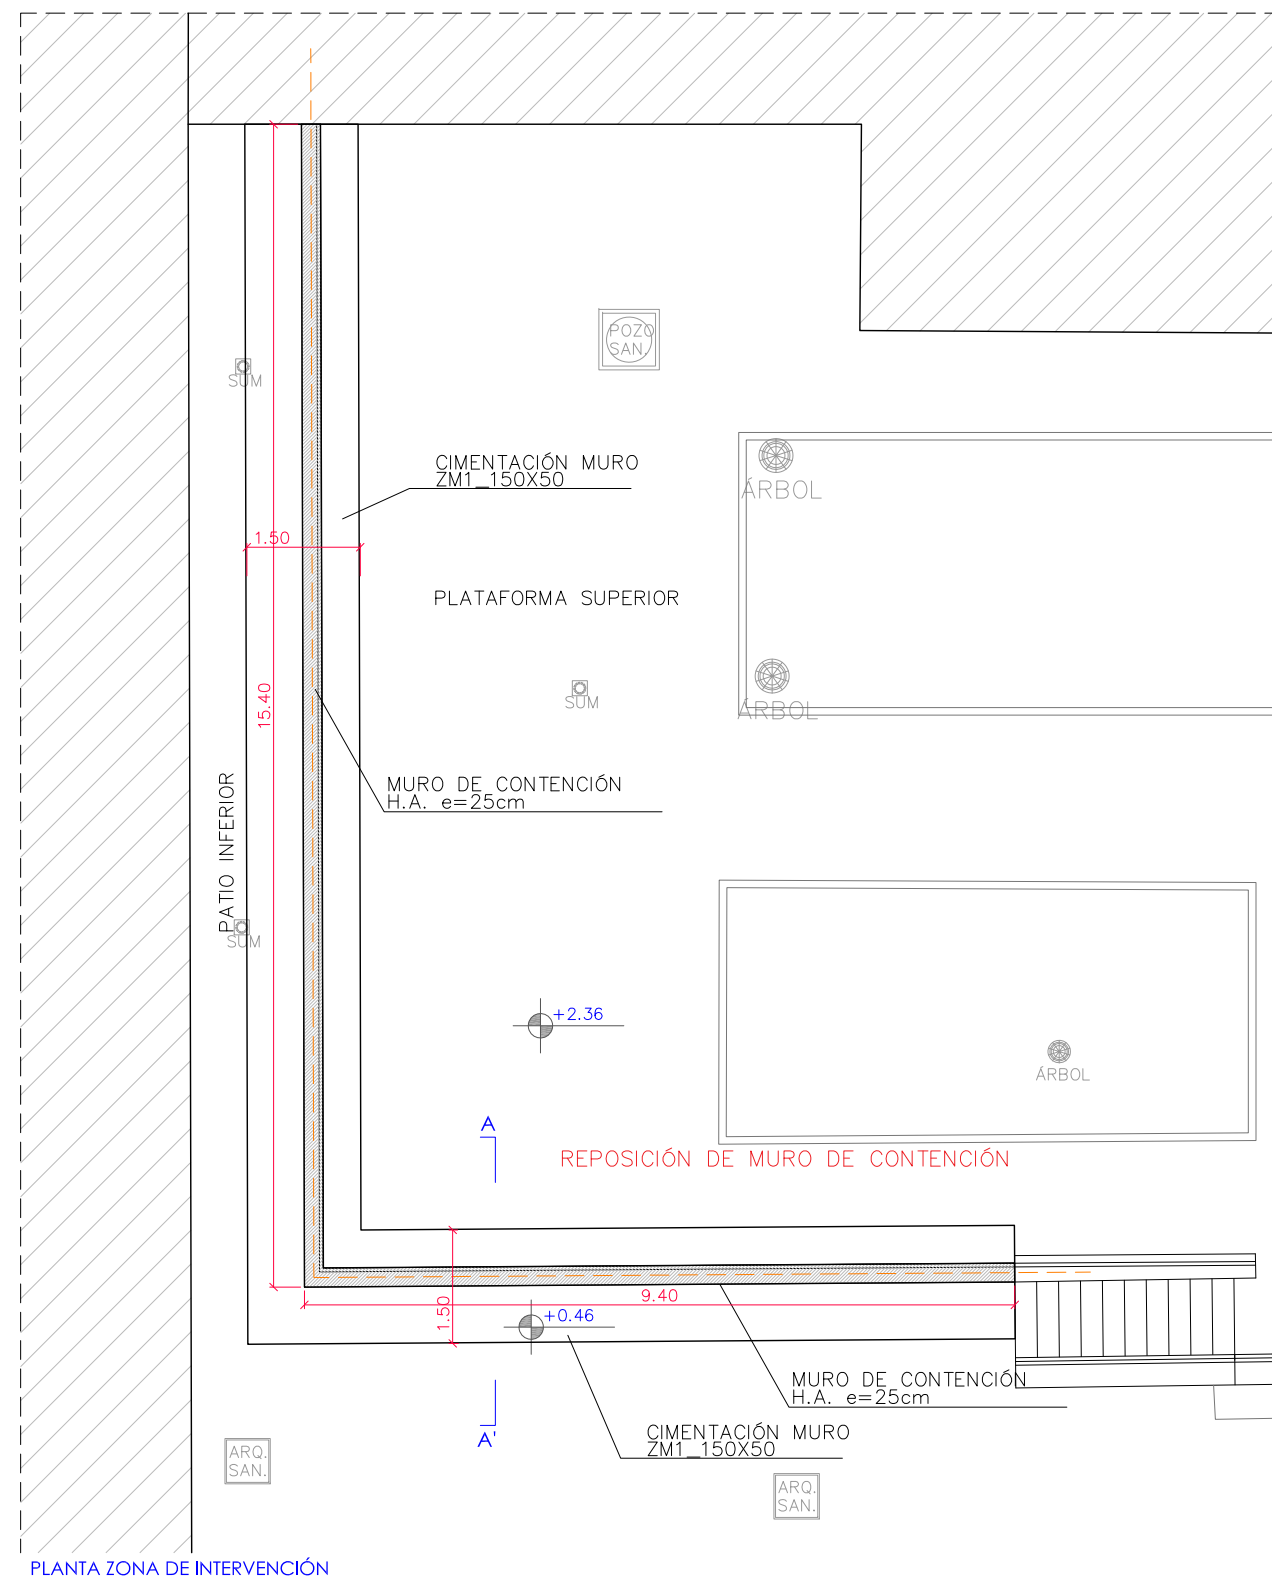 POZO
SAN.
SUM
CIMENTACIÓN MURO
ZM1_150X50
ÁRBOL
1.50
PLATAFORMA SUPERIOR
15.40
SUM
ÁRBOL
MURO DE CONTENCIÓN
H.A. e=25cm
PATIO INFERIOR
SUM
+2.36
ÁRBOL
A
REPOSICIÓN DE MURO DE CONTENCIÓN
9.40
1.50
+0.46
MURO DE CONTENCIÓN
H.A. e=25cm
CIMENTACIÓN MURO
ZM1_150X50
A'
ARQ.
SAN.
ARQ.
SAN.
PLANTA ZONA DE INTERVENCIÓN